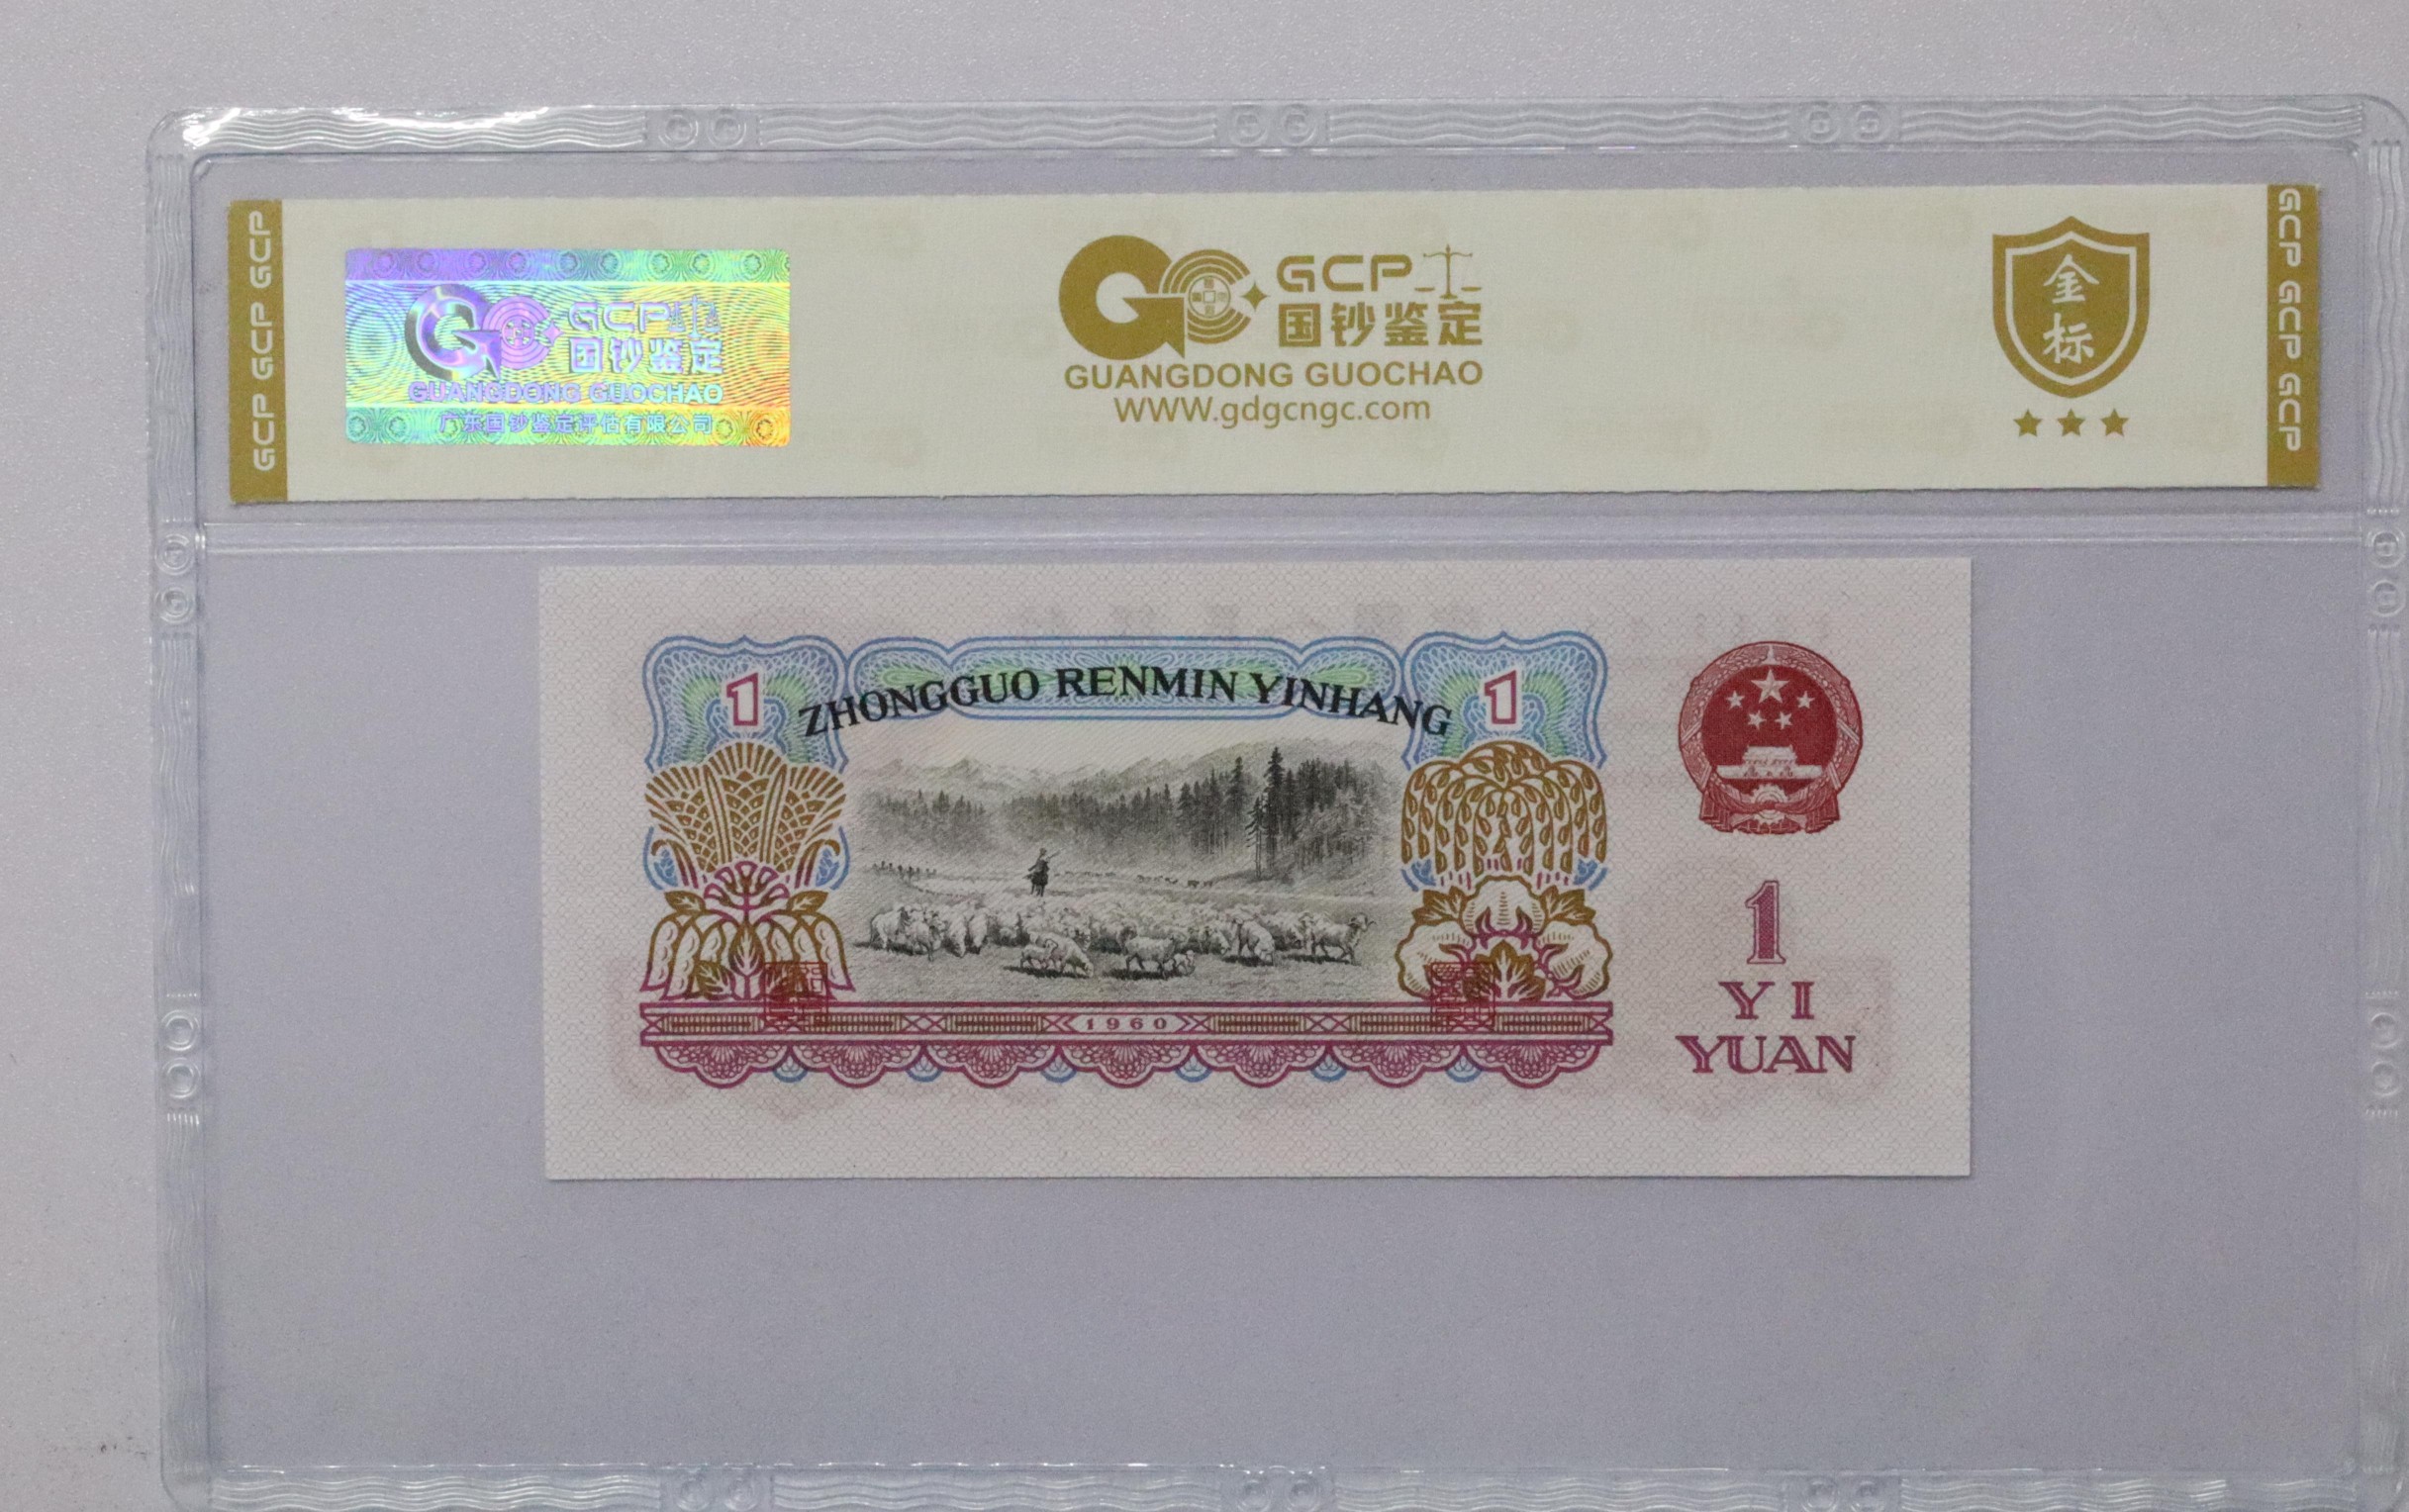 GCP GCP GCP
GCP
国钞鉴定
GUANGDONG GUOCHAO
广东国钞鉴定评估有限公司
GCP
国钞鉴定
GUANGDONG GUOCHAO
WWW.gdgcngc.com
金
标
GCP GCP GCP
1
ZHONGGUO RENMIN YINHANG
1
1960
1
YI
YUAN